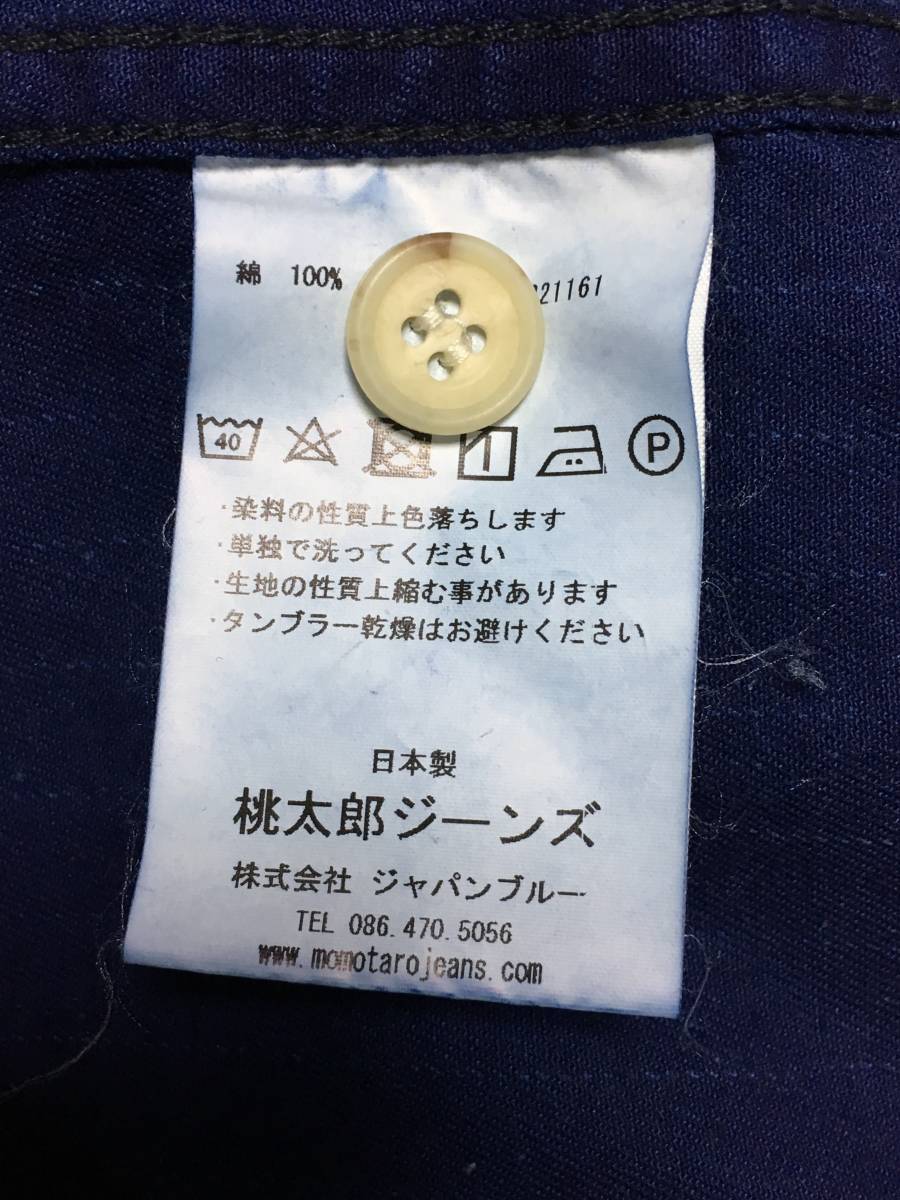 綿 100%
21161
40
P
・染料の性質上色落ちします
・単独で洗ってください
・生地の性質上縮む事があります
・タンブラー乾燥はお避けください
日本製
桃太郎ジーンズ
株式会社 ジャパンブルー
TEL 086.470.5056
www.momotarojeans.com